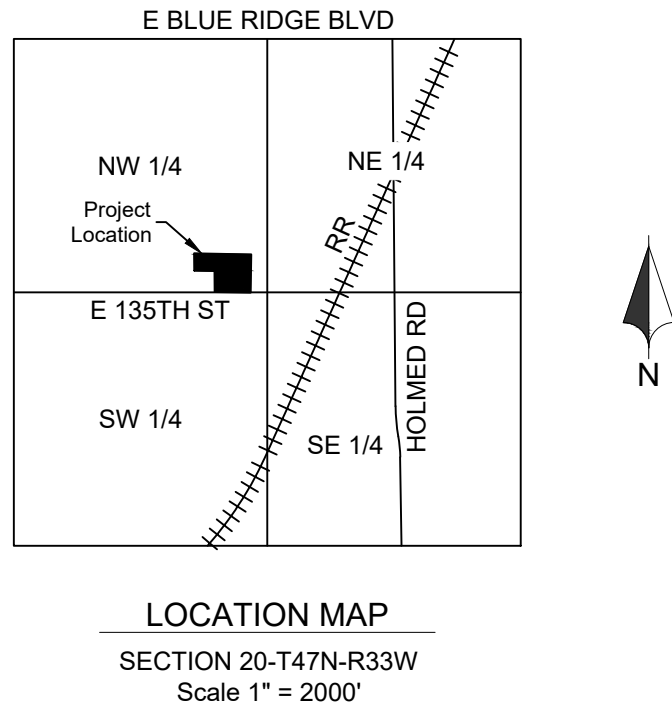 E BLUE RIDGE BLVD
NW 1/4
NE 1/4
Project
Location
RR
E 135TH ST
HOLMED RD
SW 1/4
SE 1/4
N
LOCATION MAP
SECTION 20-T47N-R33W
Scale 1" = 2000'